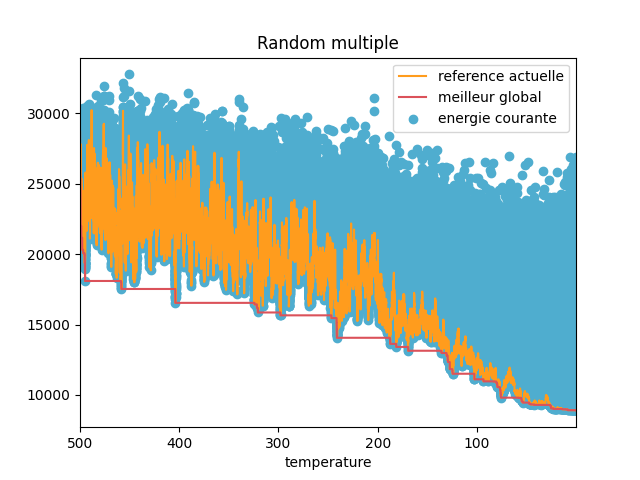 Random multiple
reference actuelle
meilleur global
energie courante
30000
25000
20000
15000
10000
500 400 300 200 100
temperature